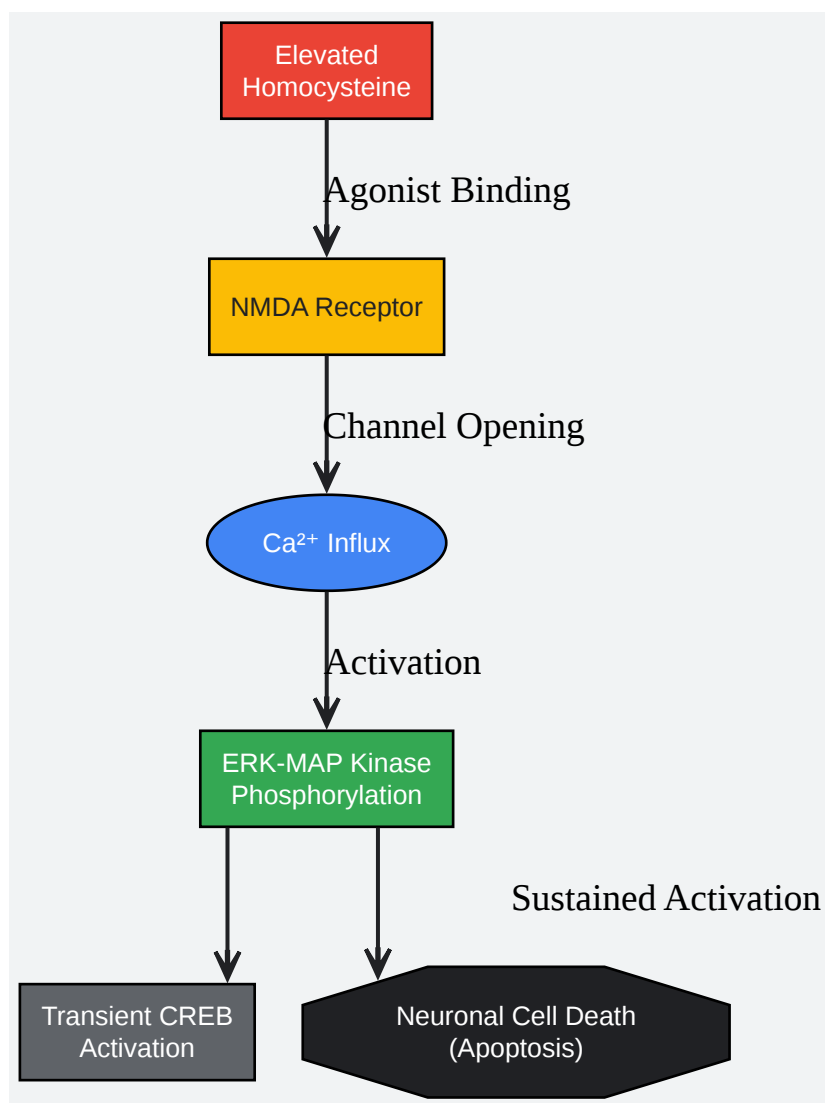 Elevated
Homocysteine
Agonist Binding
NMDA Receptor
Channel Opening
Ca²⁺ Influx
Activation
ERK-MAP Kinase
Phosphorylation
Sustained Activation
Transient CREB
Activation
Neuronal Cell Death
(Apoptosis)